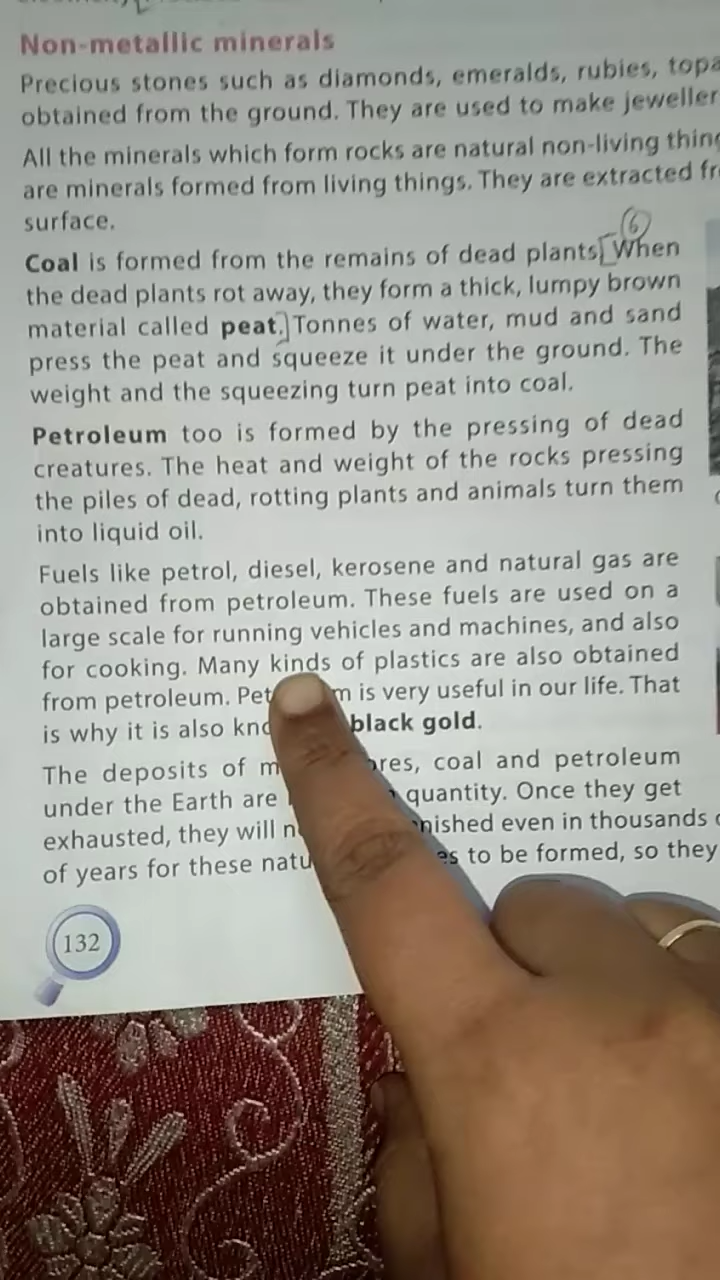 Non-metallic minerals
Precious stones such as diamonds, emeralds, rubies,
obtained from the ground. They are used to make
All the minerals which form rocks are natural non-living
are minerals formed from living things. They are extracted
surface.
6
Coal is formed from the remains of dead plants. When
the dead plants rot away, they form a thick, lumpy brown
material called peat. Tonnes of water, mud and sand
press the peat and squeeze it under the ground. The
weight and the squeezing turn peat into coal.
Petroleum too is formed by the pressing of dead
creatures. The heat and weight of the rocks pressing
the piles of dead, rotting plants and animals turn them
into liquid oil.
Fuels like petrol, diesel, kerosene and natural gas are
obtained from petroleum. These fuels are used on a
large scale for running vehicles and machines, and also
for cooking. Many kinds of plastics are also obtained
from petroleum. is very useful in our life. That
is why it is also black gold.
The deposits of coal and petroleum
under the Earth are quantity. Once they get
exhausted, they will even in thousands
of years for these to be formed, so they
132